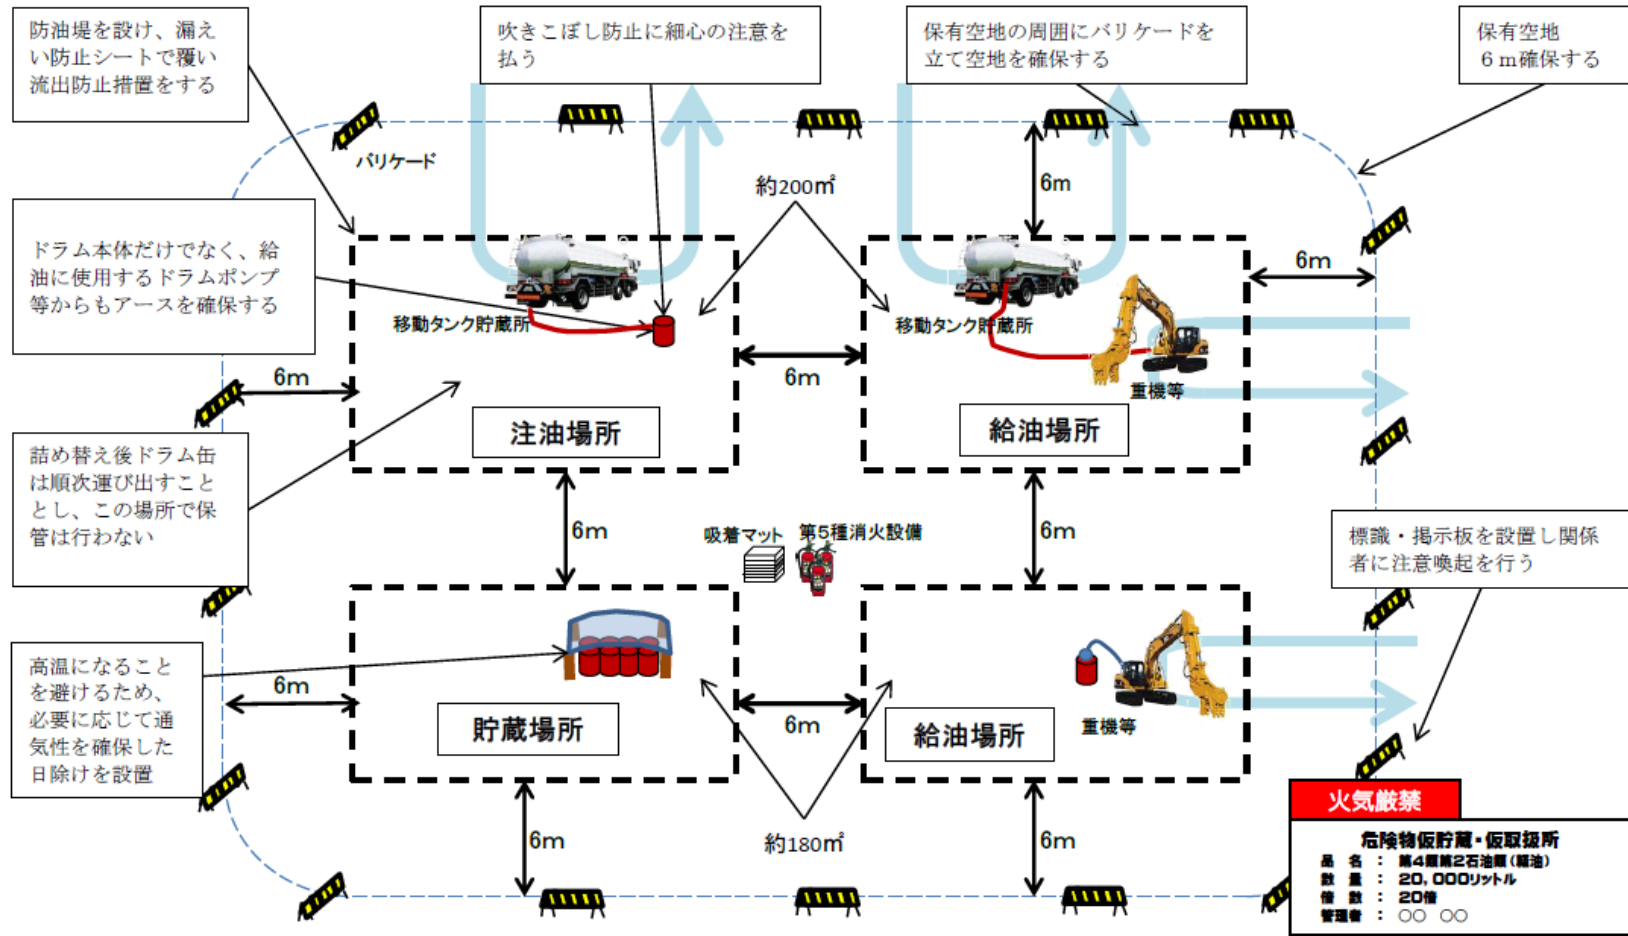 防油堤を設け、漏え
い防止シートで覆い
流出防止措置をする
吹きこぼし防止に細心の注意を
払う
保有空地の周囲にバリケードを
立て空地を確保する
保有空地
６ｍ確保する
バリケード
6m
約200㎡
ドラム本体だけでなく、給
油に使用するドラムポンプ
等からもアースを確保する
6m
移動タンク貯蔵所
移動タンク貯蔵所
6m
6m
重機等
注油場所
給油場所
詰め替え後ドラム缶
は順次運び出すこと
とし、この場所で保
管は行わない
6m
吸着マット
第5種消火設備
6m
標識・掲示板を設置し関係
者に注意喚起を行う
高温になること
を避けるため、
必要に応じて通
気性を確保した
日除けを設置
6m
6m
貯蔵場所
給油場所
重機等
6m
約180㎡
6m
火気厳禁
危険物仮貯蔵・仮取扱所
品　名　：　第4類第2石油類（軽油）
数　量　：　20,000リットル
倍　数　：　20倍
管理者　：　○○　○○